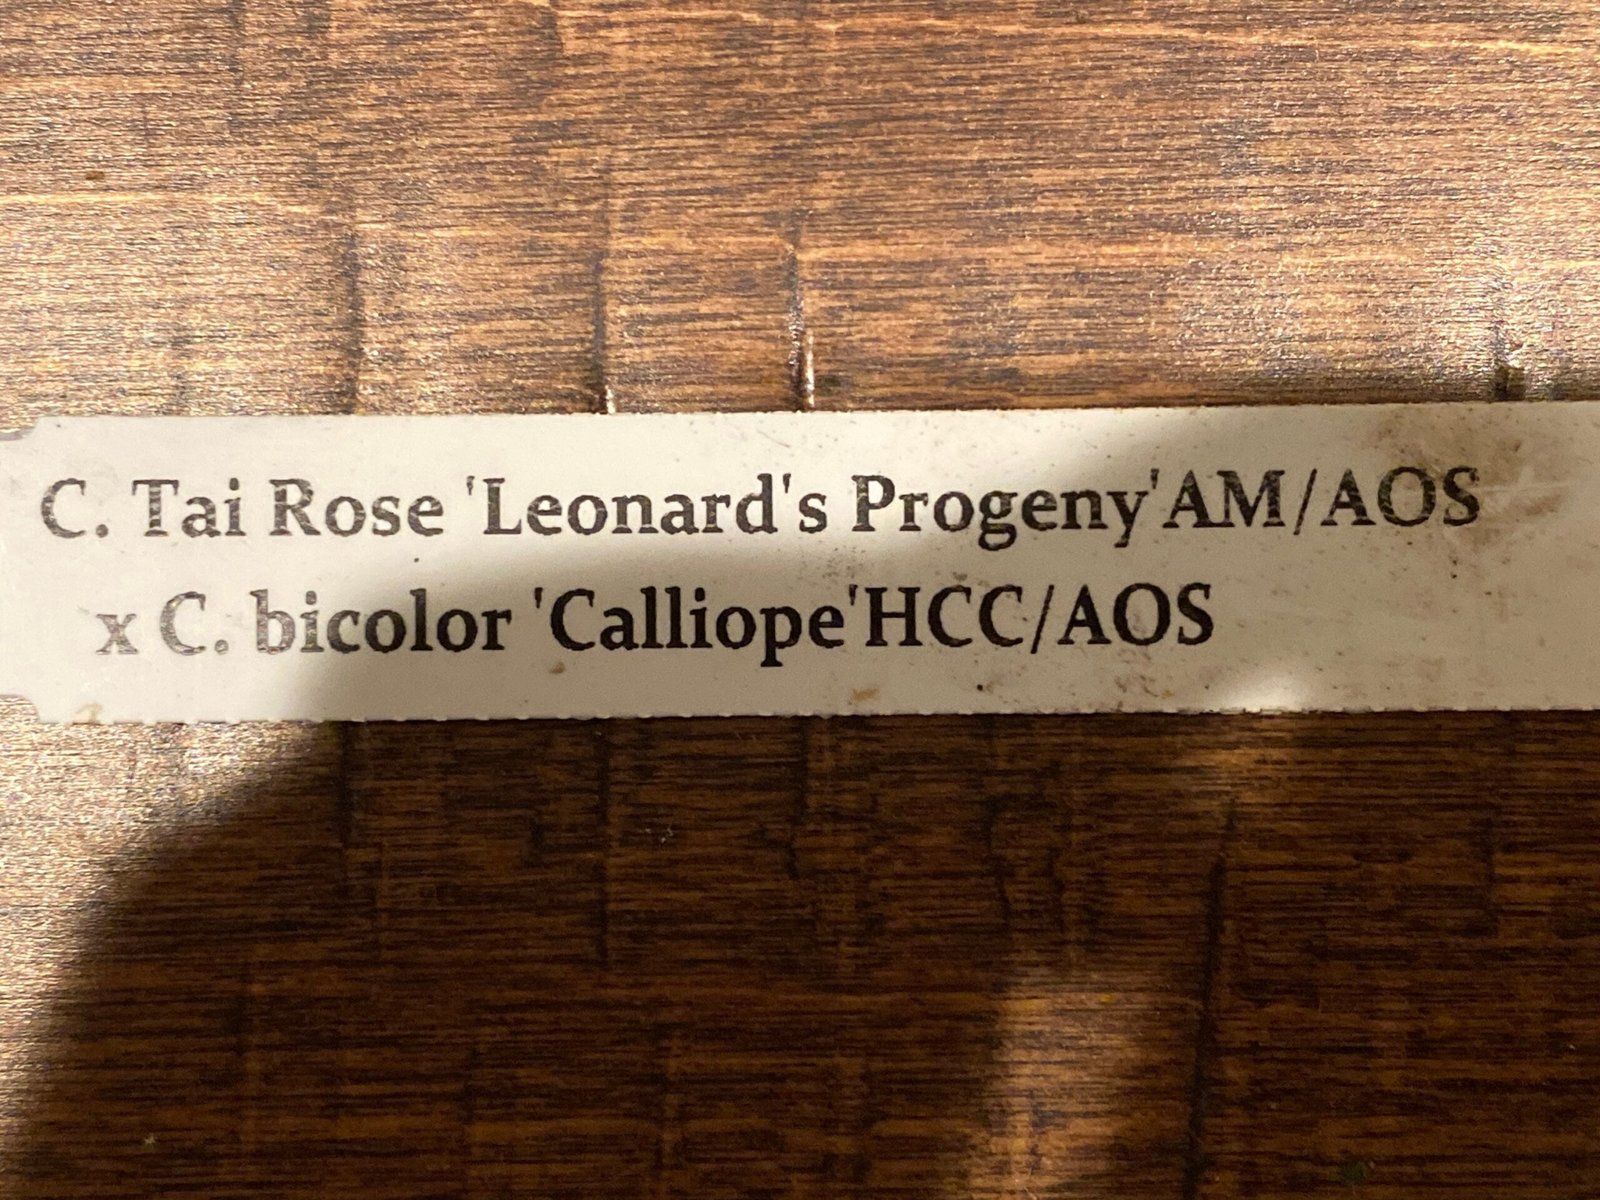 C. Tai Rose 'Leonard's Progeny'AM/AOS
x C. bicolor 'Calliope'HCC/AOS